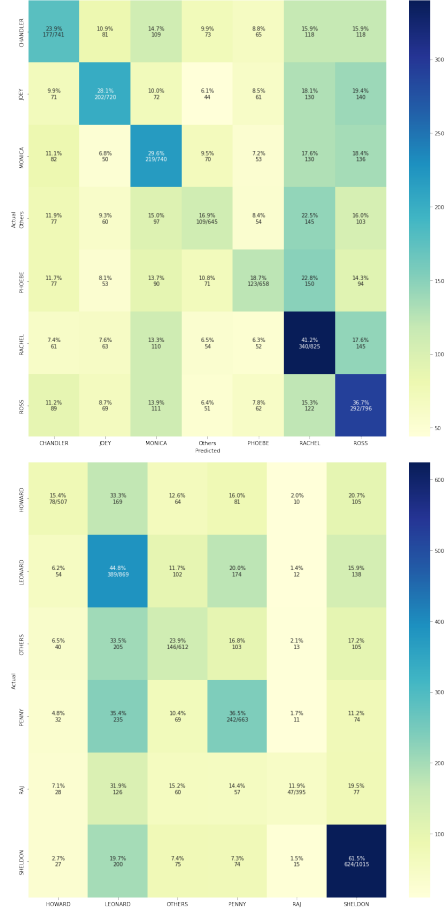 CHANDLER 23.9% 10.9% 14.7% 9.9% 8.8% 15.9% 15.9%
177/741 81 109 73 65 118 118
300
JOEY 9.9% 28.1% 10.0% 6.1% 8.5% 18.1% 19.4%
71 202/720 72 44 61 130 140
250
MONICA 11.1% 6.8% 29.6% 9.5% 7.2% 17.6% 18.4%
82 50 219/740 70 53 130 136
200
Actual
Others 11.9% 9.3% 15.0% 16.9% 8.4% 22.5% 16.0%
77 60 97 109/645 54 145 103
150
PHOEBE 11.7% 8.1% 13.7% 10.8% 18.7% 22.8% 14.3%
77 53 90 71 123/658 150 94
RACHEL 7.4% 7.6% 13.3% 6.5% 6.3% 41.2% 17.6%
61 63 110 54 52 340/825 145
100
ROSS 11.2% 8.7% 13.9% 6.4% 7.8% 15.3% 36.7%
89 69 111 51 62 122 292/796
50
CHANDLER JOEY MONICA Others PHOEBE RACHEL ROSS
Predicted
HOWARD 15.4% 33.3% 12.6% 16.0% 2.0% 20.7%
78/507 169 64 81 10 105
600
500
LEONARD 6.2% 44.8% 11.7% 20.0% 1.4% 15.9%
54 389/869 102 174 12 138
400
OTHERS 6.5% 33.5% 23.9% 16.8% 2.1% 17.2%
40 205 146/612 103 13 105
300
Actual
PENNY 4.8% 35.4% 10.4% 36.5% 1.7% 11.2%
32 235 69 242/663 11 74
200
RAJ 7.1% 31.9% 15.2% 14.4% 11.9% 19.5%
28 126 60 57 47/395 77
100
SHELDON 2.7% 19.7% 7.4% 7.3% 1.5% 61.5%
27 200 75 74 15 624/1015
HOWARD LEONARD OTHERS PENNY RAJ SHELDON